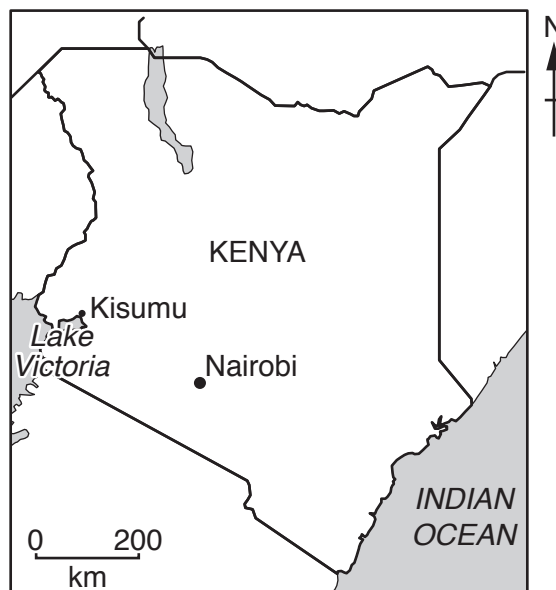 N
KENYA
Kisumu
Lake
Victoria
Nairobi
INDIAN
OCEAN
0 200
km